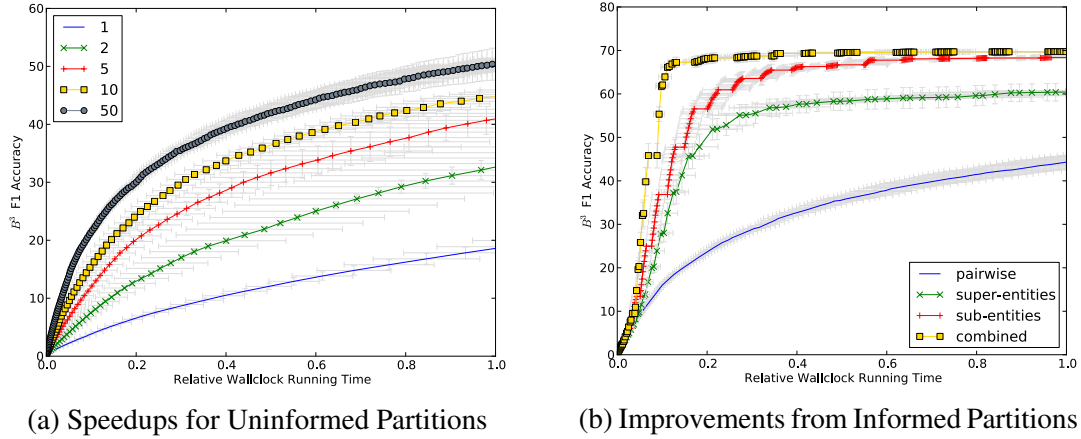 1
2
5
10
50
60
50
40
30
20
10
0
B³ F1 Accuracy
0.0 0.2 0.4 0.6 0.8 1.0
Relative Wallclock Running Time
(a) Speedups for Uninformed Partitions
80
70
60
50
40
30
20
10
0
B³ F1 Accuracy
pairwise
super-entities
sub-entities
combined
0.0 0.2 0.4 0.6 0.8 1.0
Relative Wallclock Running Time
(b) Improvements from Informed Partitions